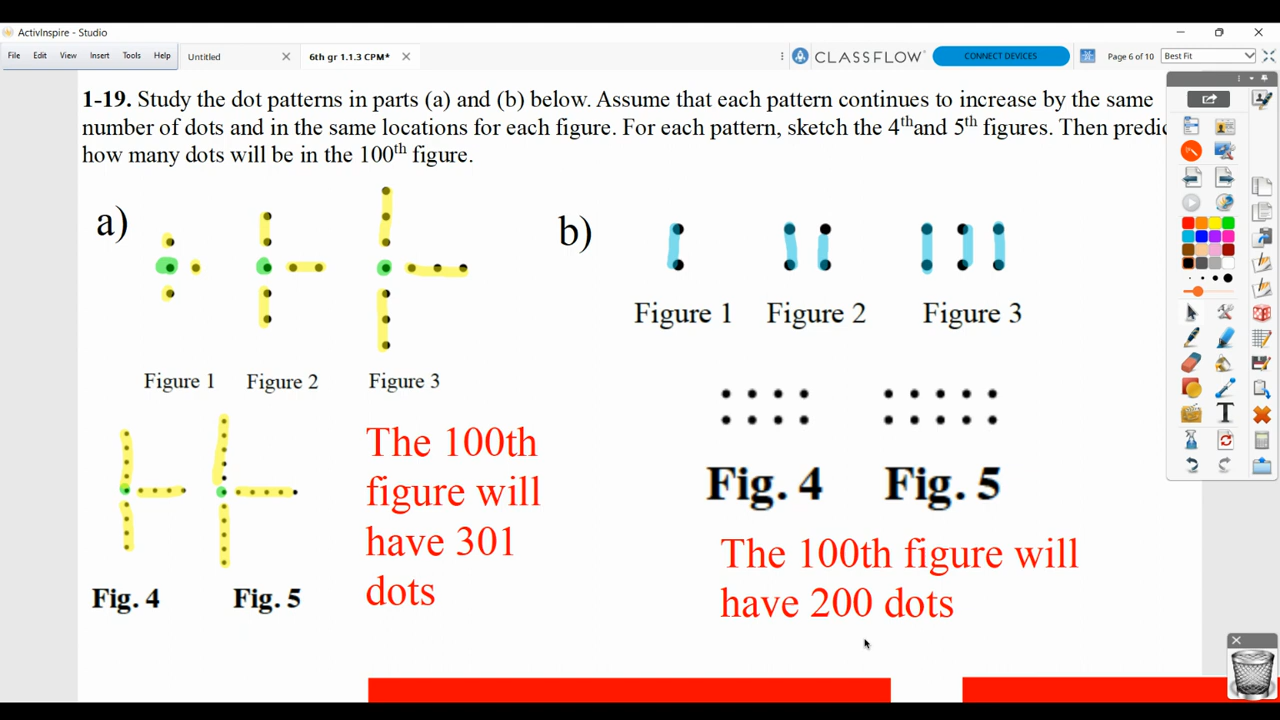 ActivInspire - Studio
File Edit View Insert Tools Help
Untitled
6th gr 1.1.3 CPM*
CLASSFLOW
CONNECT DEVICES
Page 6 of 10
Best Fit
1-19. Study the dot patterns in parts (a) and (b) below. Assume that each pattern continues to increase by the same
number of dots and in the same locations for each figure. For each pattern, sketch the 4th and 5th figures. Then predic
how many dots will be in the 100th figure.
a)
Figure 1 Figure 2 Figure 3
Fig. 4 Fig. 5
The 100th
figure will
have 301
dots
b)
Figure 1 Figure 2 Figure 3
Fig. 4 Fig. 5
The 100th figure will
have 200 dots